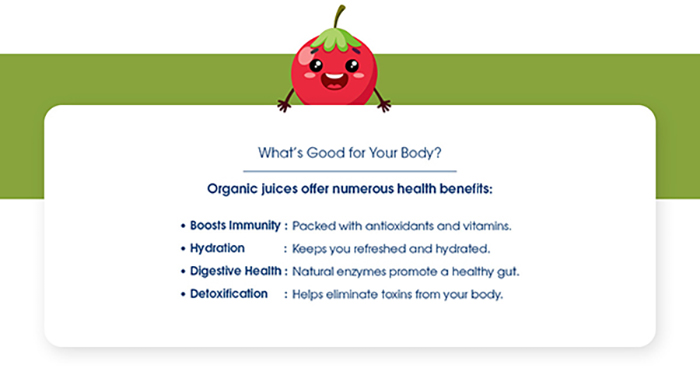 What's Good for Your Body?
Organic juices offer numerous health benefits:
• Boosts Immunity : Packed with antioxidants and vitamins.
• Hydration : Keeps you refreshed and hydrated.
• Digestive Health : Natural enzymes promote a healthy gut.
• Detoxification : Helps eliminate toxins from your body.